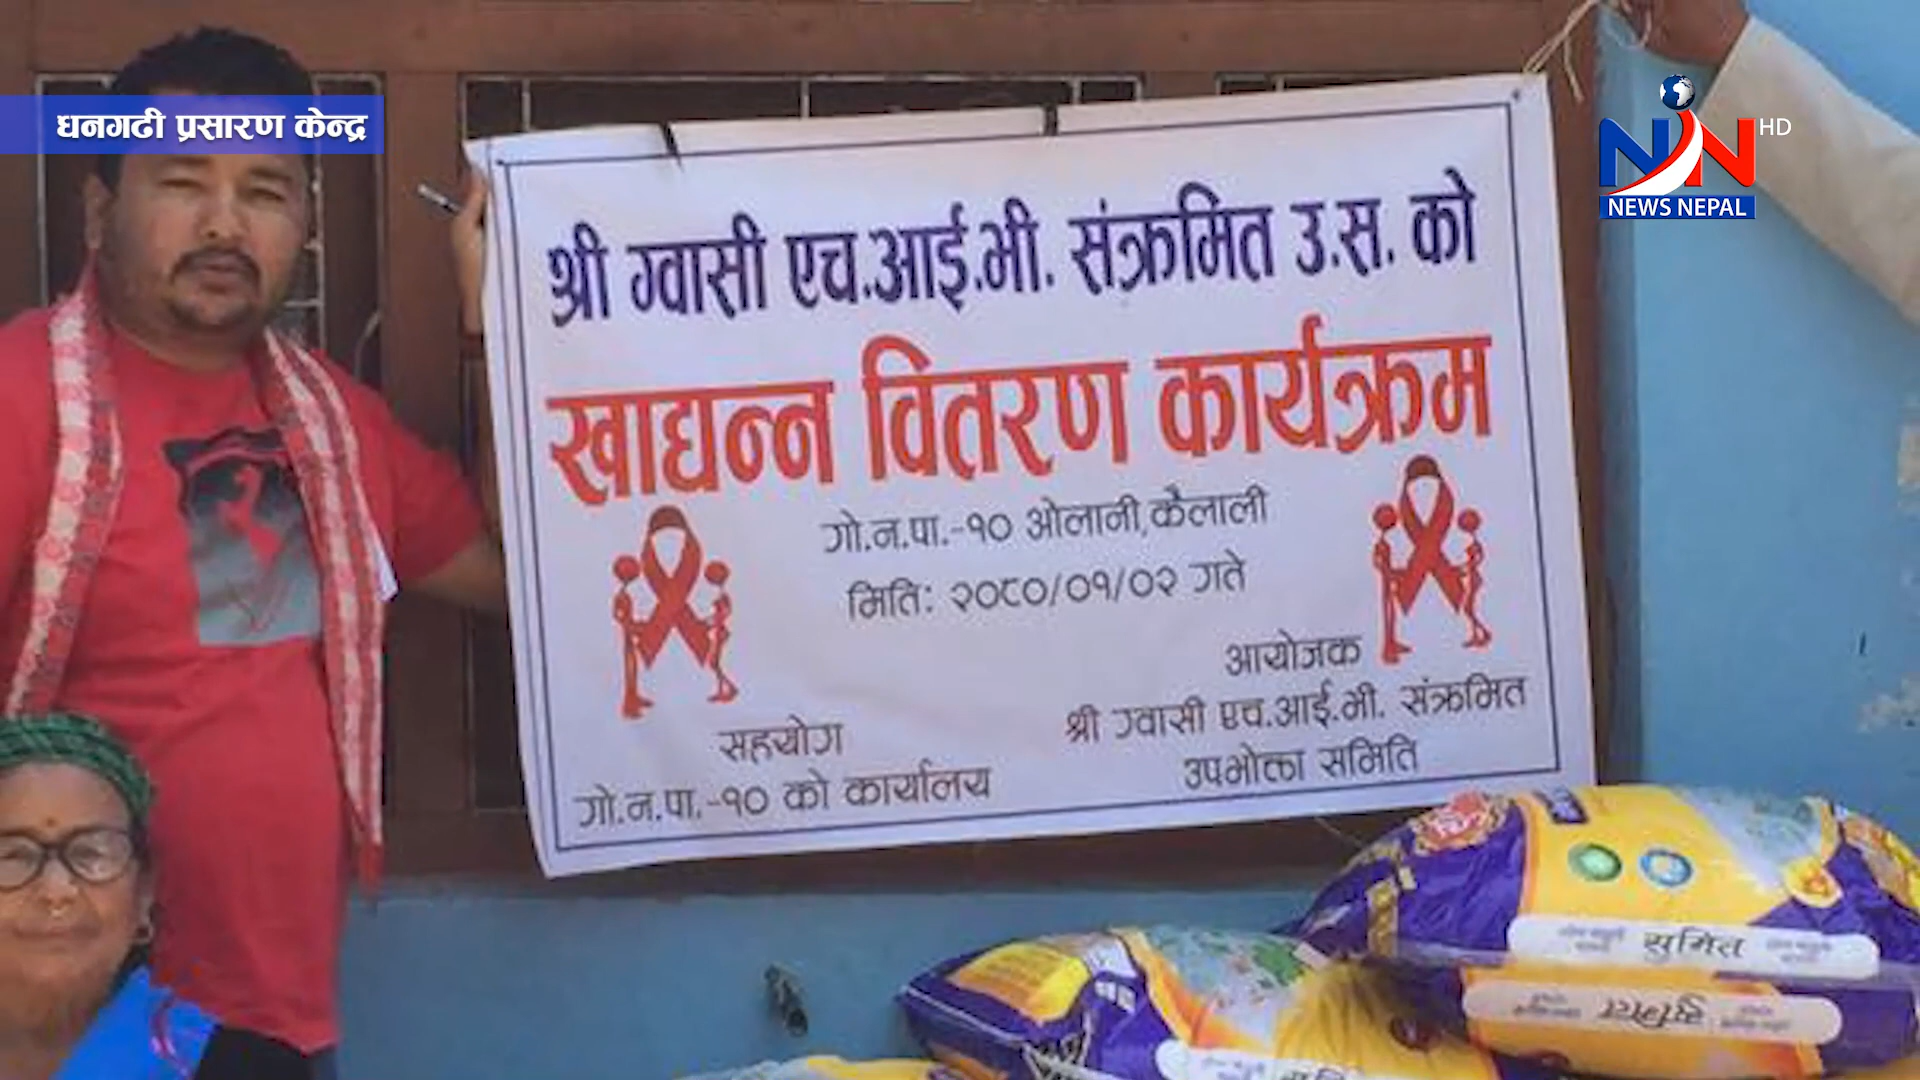 धनगढी प्रसारण केन्द्र
NN HD
NEWS NEPAL
श्री ग्वासी एच.आई.भी. संक्रमित उ.स. को
खाद्यन्न वितरण कार्यक्रम
गो.न.पा.-१० ओलानी,कैलाली
मिति: २०८०/०१/०२ गते
आयोजक
श्री ग्वासी एच.आई.भी. संक्रमित
उपभोक्ता समिति
सहयोग
गो.न.पा.-१० को कार्यालय
सुमित
सुमित